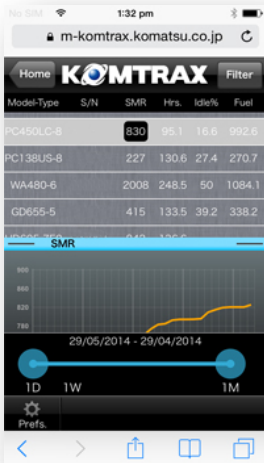 No SIM 1:32 pm
m-komtrax.komatsu.co.jp
Home KOMTRAX Filter
Model-Type S/N SMR Hrs. Idle% Fuel
PC450LC-8 830 95.1 16.6 992.6
PC138US-8 227 130.6 27.4 270.7
WA480-6 2008 248.5 50 1084.1
GD655-5 415 133.5 39.2 338.2
SMR
900
860
820
780
29/05/2014 - 29/04/2014
1D 1W 1M
Prefs.